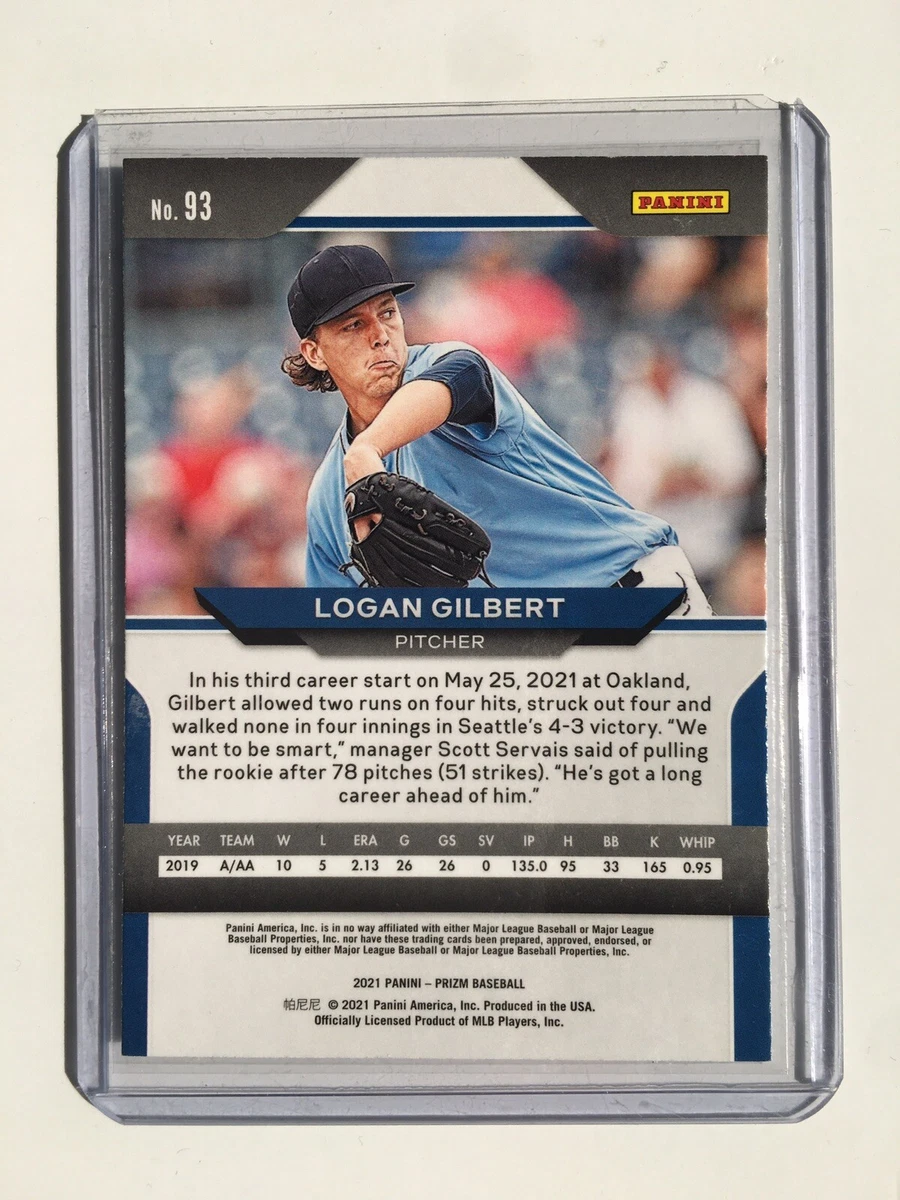 No. 93
PANINI
LOGAN GILBERT
PITCHER
In his third career start on May 25, 2021 at Oakland,
Gilbert allowed two runs on four hits, struck out four and
walked none in four innings in Seattle's 4-3 victory. “We
want to be smart,” manager Scott Servais said of pulling
the rookie after 78 pitches (51 strikes). “He's got a long
career ahead of him.”
YEAR TEAM W L ERA G GS SV IP H BB K WHIP
2019 A/AA 10 5 2.13 26 26 0 135.0 95 33 165 0.95
Panini America, Inc. is in no way affiliated with either Major League Baseball or Major League
Baseball Properties, Inc. nor have these trading cards been prepared, approved, endorsed, or
licensed by either Major League Baseball or Major League Baseball Properties, Inc.
2021 PANINI – PRIZM BASEBALL
帕尼尼 © 2021 Panini America, Inc. Produced in the USA.
Officially Licensed Product of MLB Players, Inc.